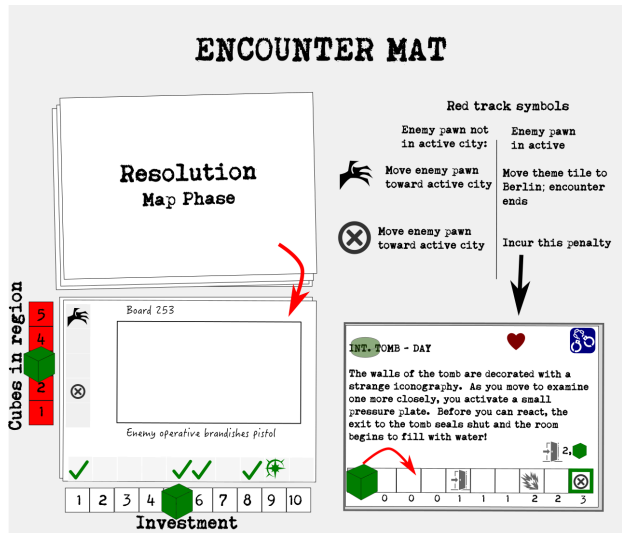 ENCOUNTER MAT
Resolution
Map Phase
Red track symbols
Enemy pawn not
in active city:
Enemy pawn
in active
Move enemy pawn
toward active city
Move theme tile to
Berlin; encounter
ends
Move enemy pawn
toward active city
Incur this penalty
Cubes in region
5
4
2
1
Board 253
Enemy operative brandishes pistol
1 2 3 4 6 7 8 9 10
Investment
INT. TOMB - DAY
The walls of the tomb are decorated with a
strange iconography. As you move to examine
one more closely, you activate a small
pressure plate. Before you can react, the
exit to the tomb seals shut and the room
begins to fill with water!
2,
0 0 0 1 1 1 2 2 3